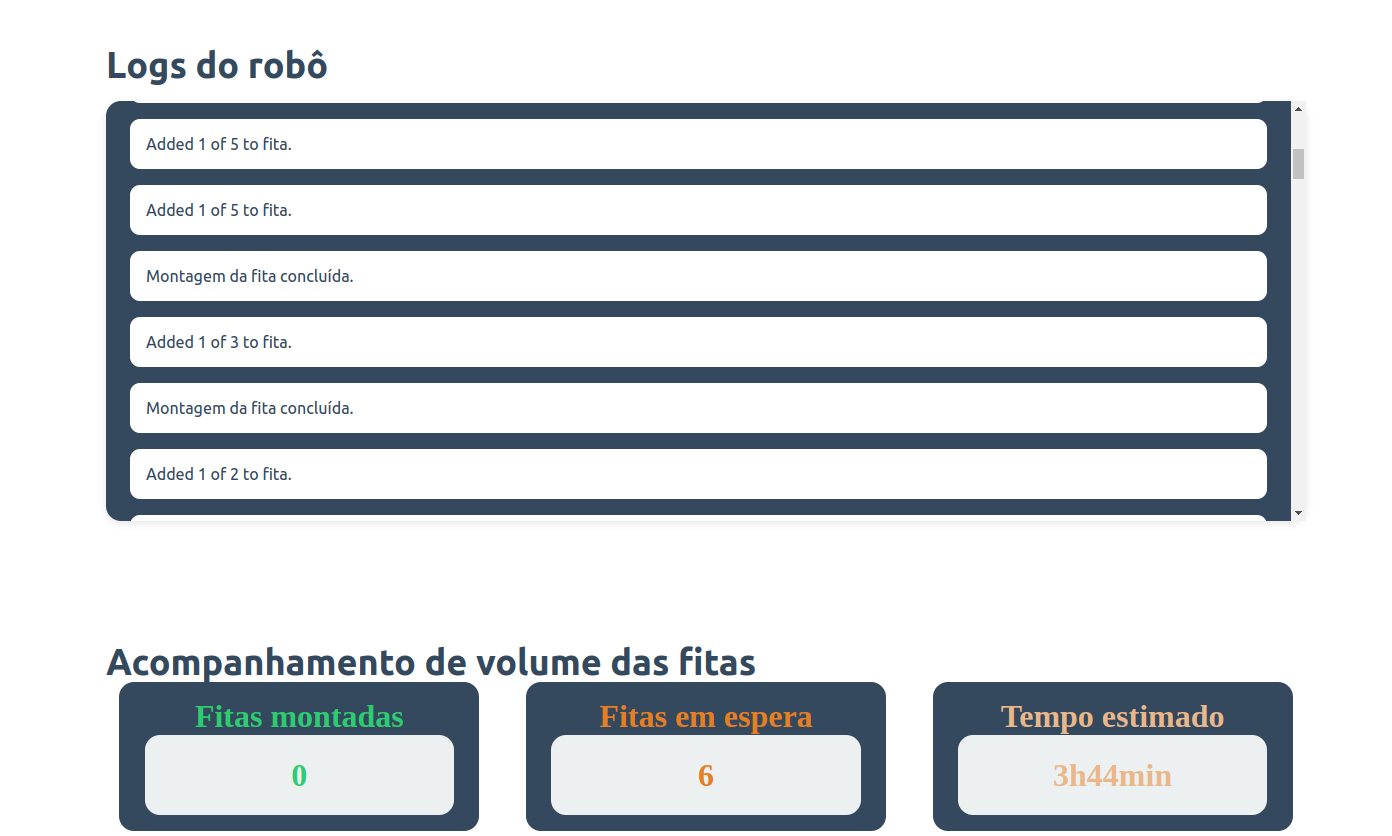 Logs do robô
Added 1 of 5 to fita.
Added 1 of 5 to fita.
Montagem da fita concluída.
Added 1 of 3 to fita.
Montagem da fita concluída.
Added 1 of 2 to fita.
Acompanhamento de volume das fitas
Fitas montadas
0
Fitas em espera
6
Tempo estimado
3h44min